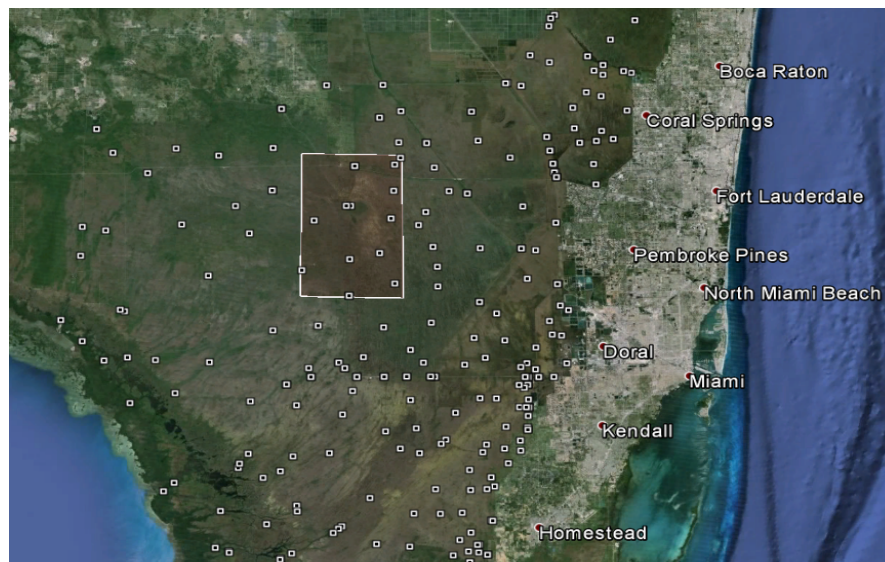 Boca Raton
Coral Springs
Fort Lauderdale
Pembroke Pines
North Miami Beach
Doral
Miami
Kendall
Homestead